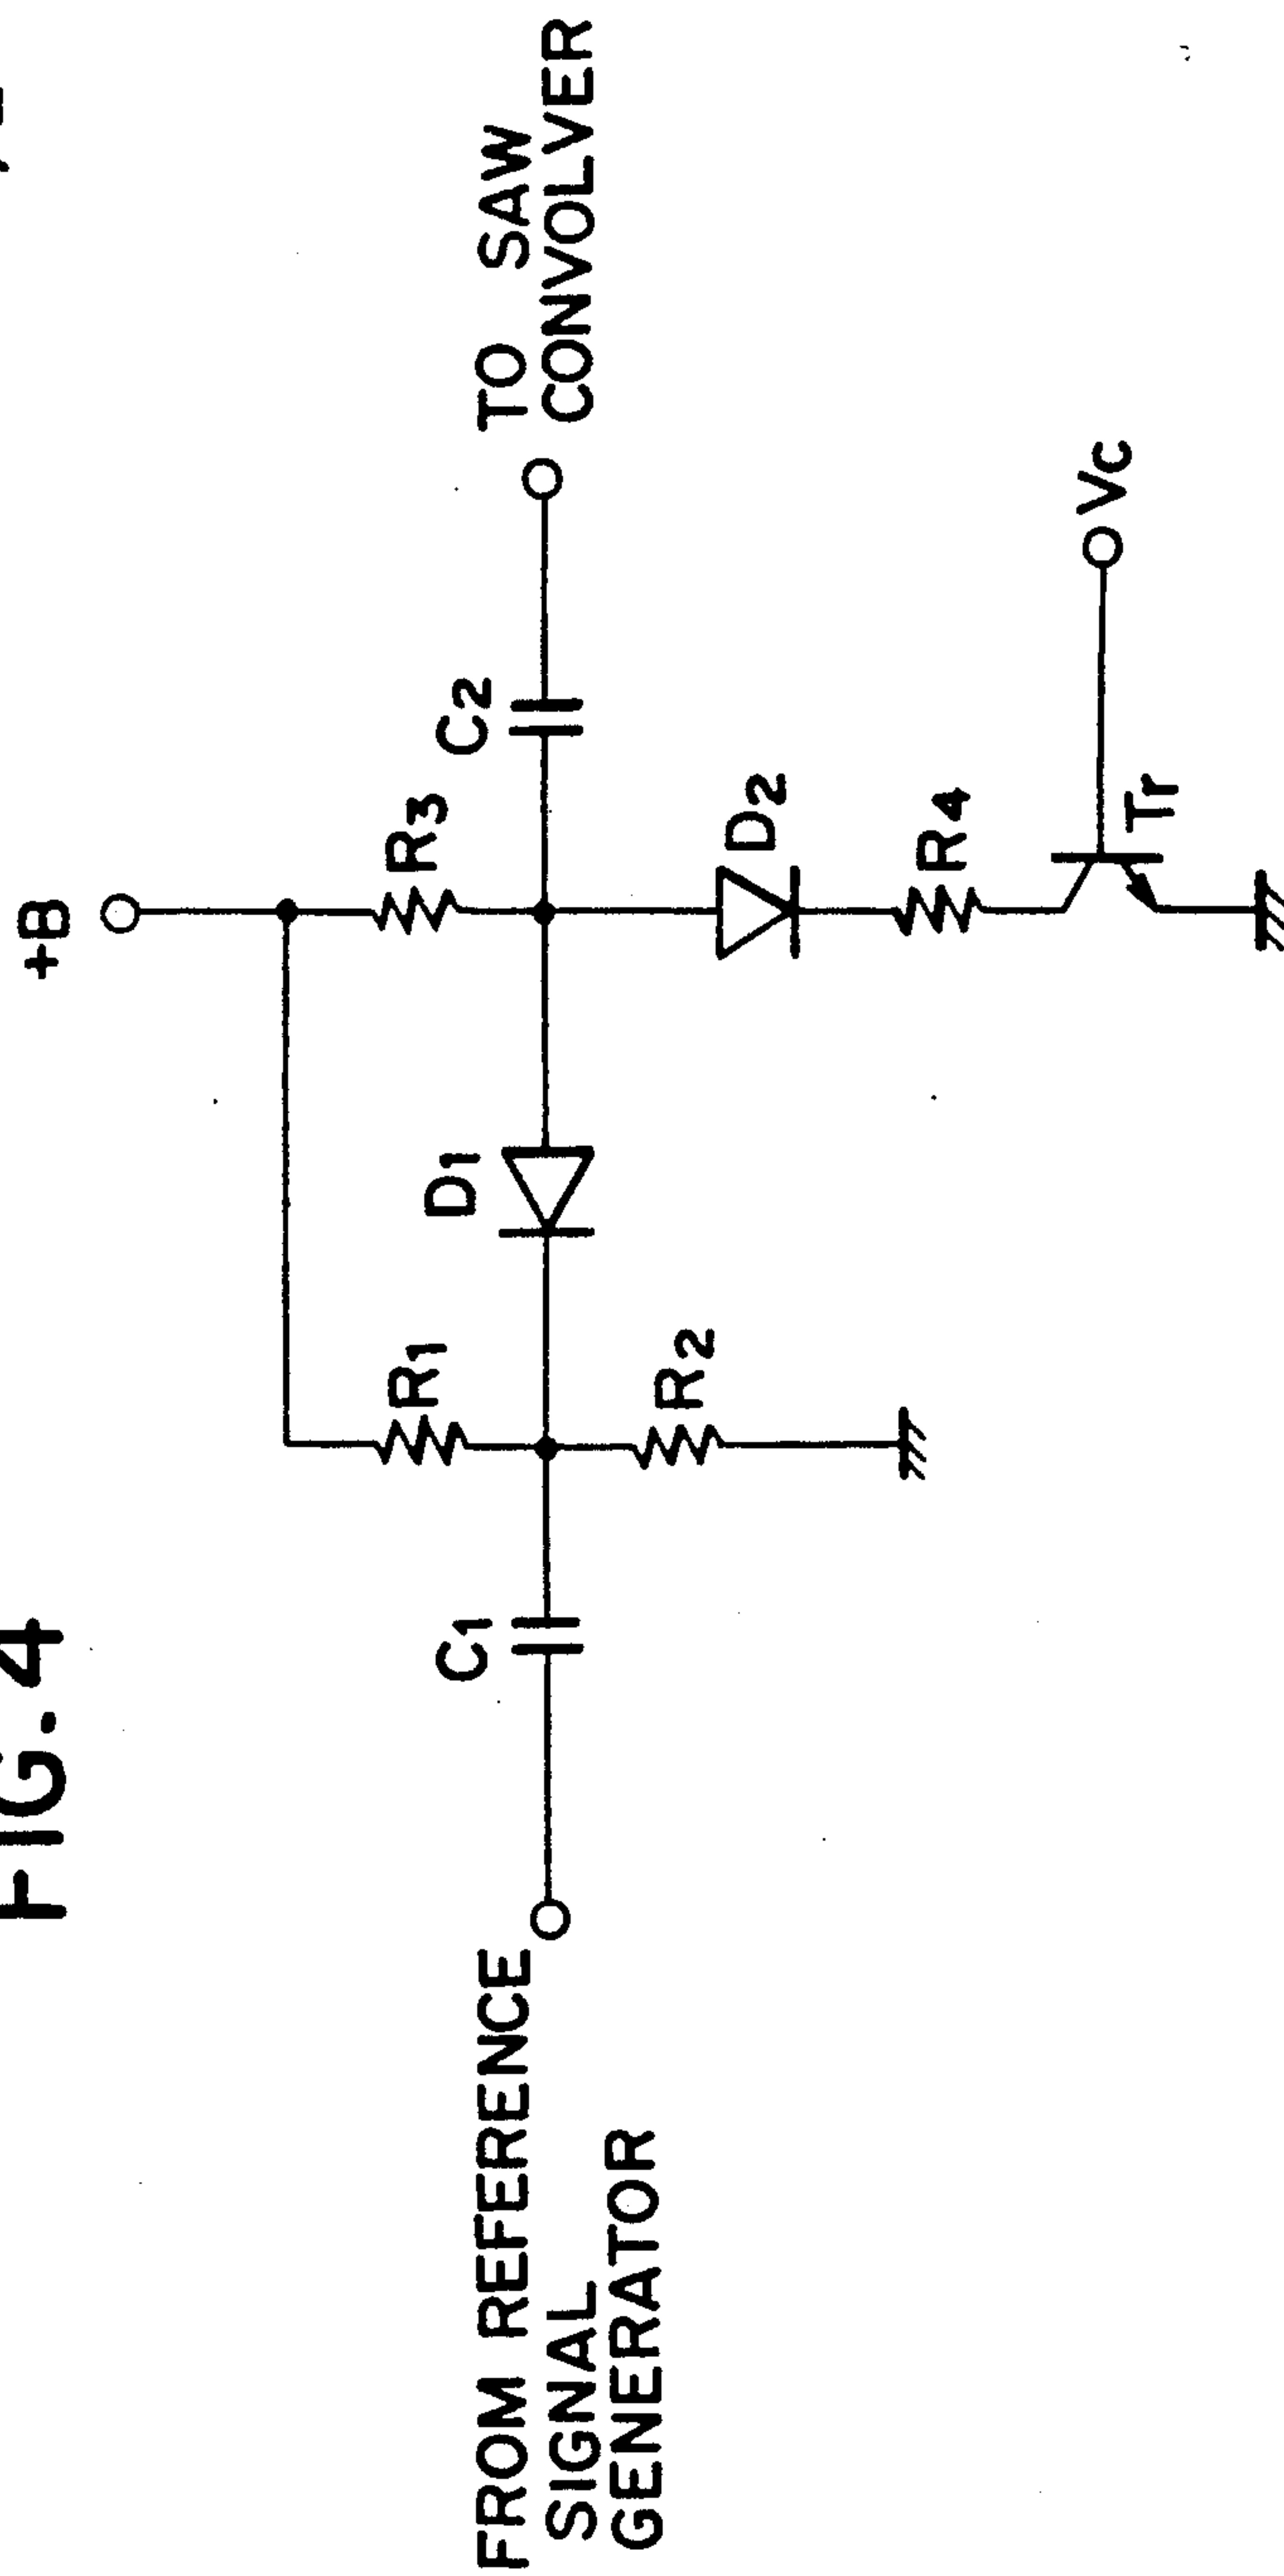 FIG. 4
+B
R1
R3
C1
D1
C2
R2
D2
R4
Tr
Vc
FROM REFERENCE
SIGNAL
GENERATOR
TO SAW
CONVOLVER